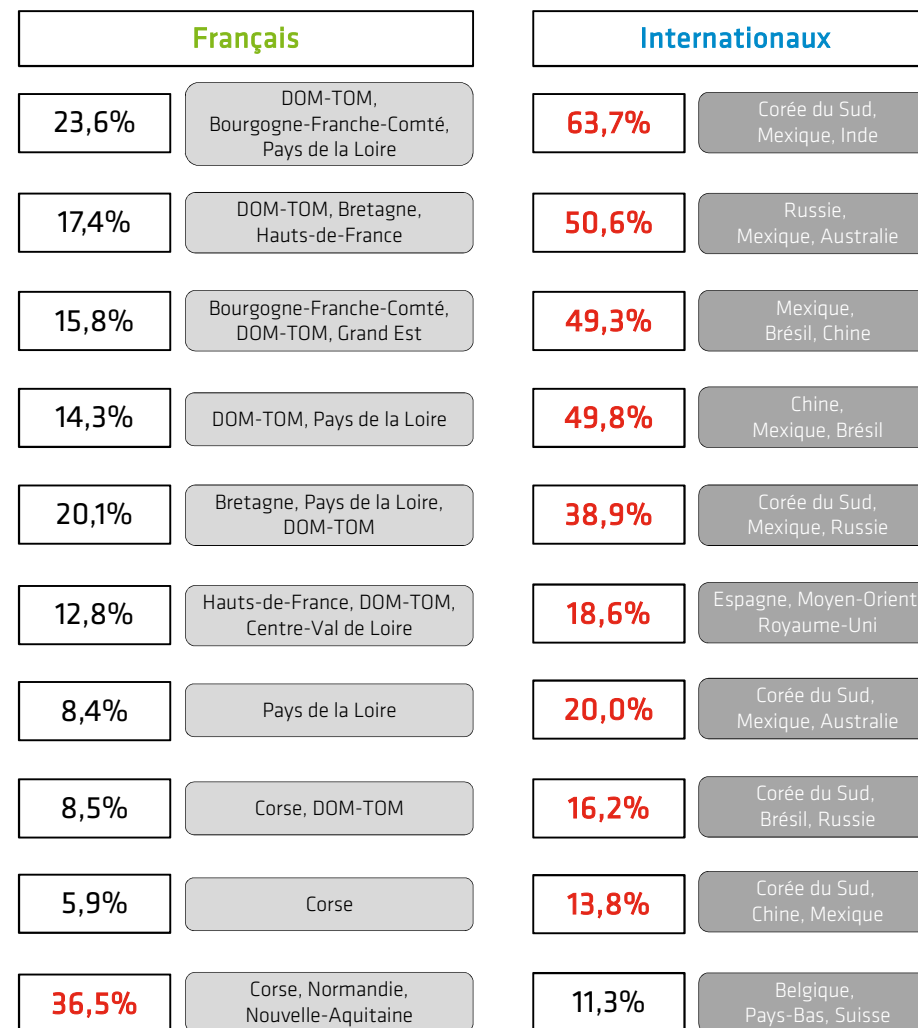 Français
Internationaux
23,6%
DOM-TOM,
Bourgogne-Franche-Comté,
Pays de la Loire
63,7%
Corée du Sud,
Mexique, Inde
17,4%
DOM-TOM, Bretagne,
Hauts-de-France
50,6%
Russie,
Mexique, Australie
15,8%
Bourgogne-Franche-Comté,
DOM-TOM, Grand Est
49,3%
Mexique,
Brésil, Chine
14,3%
DOM-TOM, Pays de la Loire
49,8%
Chine,
Mexique, Brésil
20,1%
Bretagne, Pays de la Loire,
DOM-TOM
38,9%
Corée du Sud,
Mexique, Russie
12,8%
Hauts-de-France, DOM-TOM,
Centre-Val de Loire
18,6%
Espagne, Moyen-Orient
Royaume-Uni
8,4%
Pays de la Loire
20,0%
Corée du Sud,
Mexique, Australie
8,5%
Corse, DOM-TOM
16,2%
Corée du Sud,
Brésil, Russie
5,9%
Corse
13,8%
Corée du Sud,
Chine, Mexique
36,5%
Corse, Normandie,
Nouvelle-Aquitaine
11,3%
Belgique,
Pays-Bas, Suisse